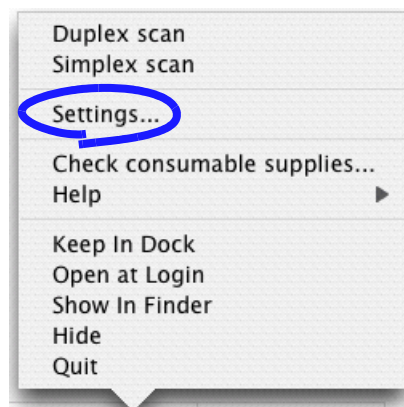 Duplex scan
Simplex scan
Settings...
Check consumable supplies...
Help
Keep In Dock
Open at Login
Show In Finder
Hide
Quit